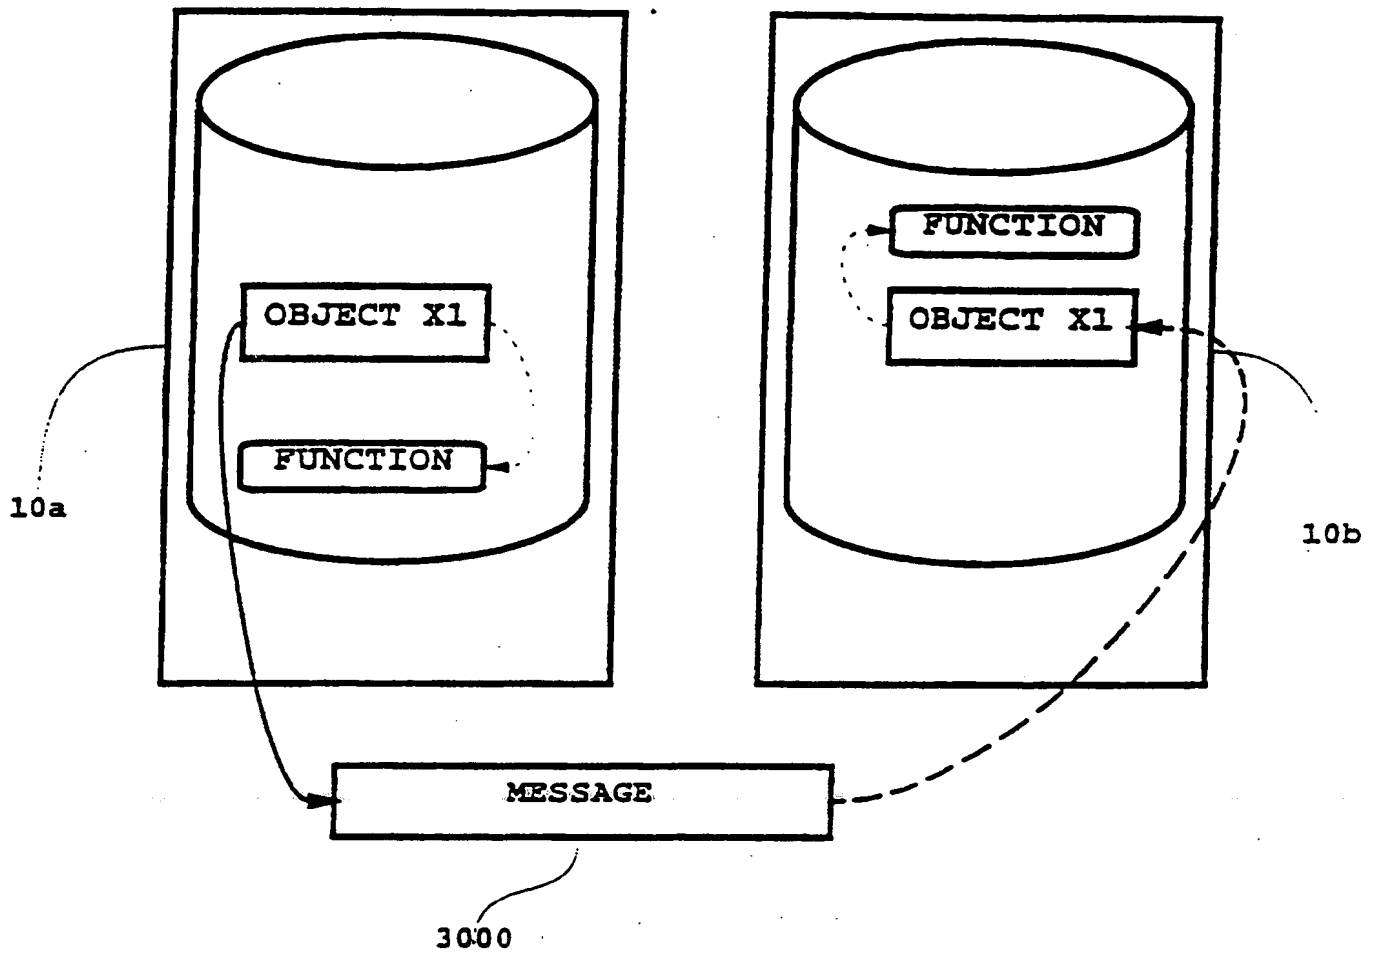 FUNCTION
OBJECT X1
OBJECT X1
FUNCTION
10a
10b
MESSAGE
3000